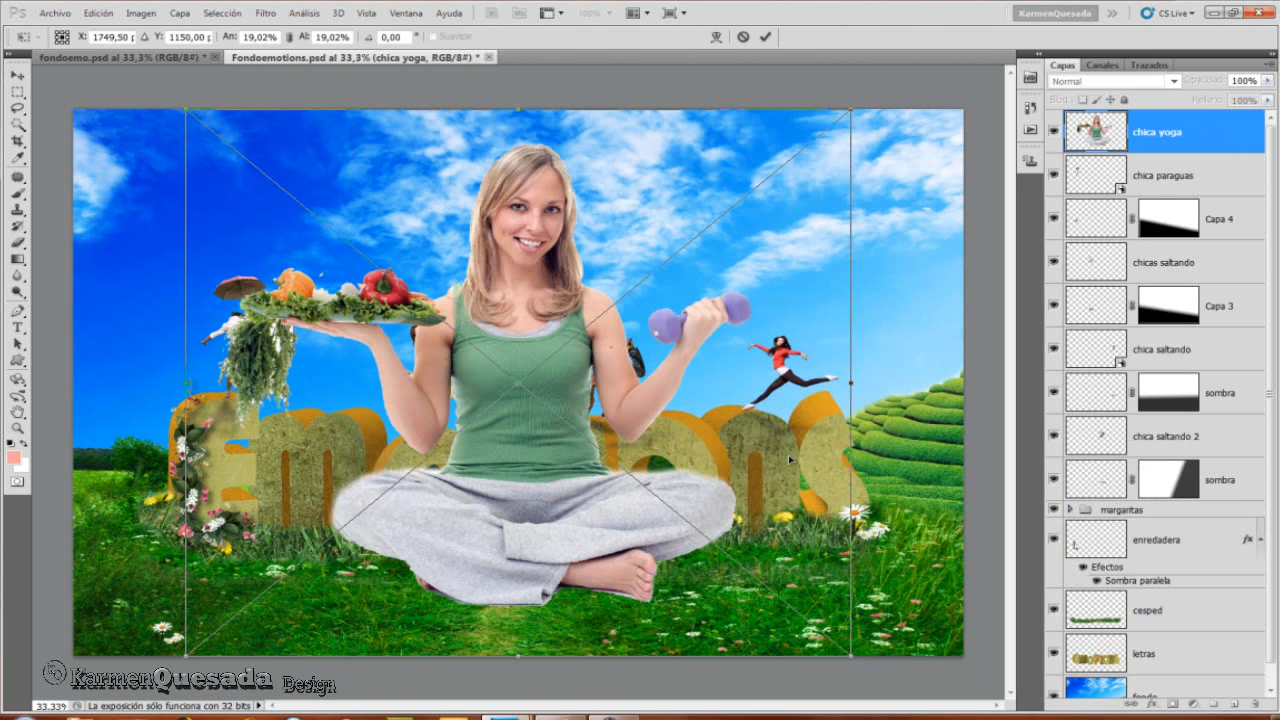 Ps Archivo Edición Imagen Capa Selección Filtro Análisis 3D Vista Ventana Ayuda 100% KarmenQuesada CS Live
X: 1749,50 Y: 1150,00 An: 19,02% Al: 19,02% 0,00 ° Suavizar
fondoemo.psd al 33,3% (RGB/8#) * Fondoemotions.psd al 33,3% (chica yoga, RGB/8#) *
Capas Canales Trazados
Normal Opacidad: 100%
Bloq.: Relleno: 100%
chica yoga
chica paraguas
Capa 4
chicas saltando
Capa 3
chica saltando
sombra
chica saltando 2
sombra
margaritas
enredadera fx
Efectos
Sombra paralela
cesped
letras
fondo
KarmenQuesada Design
33.33% La exposición sólo funciona con 32 bits